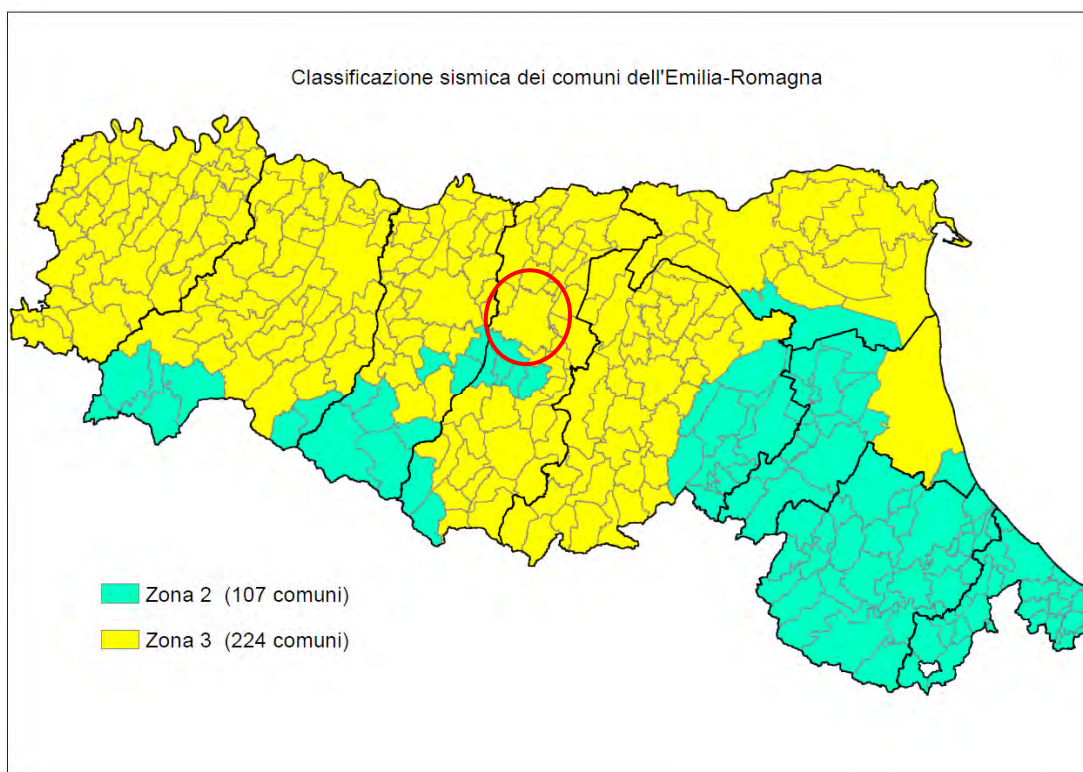 Classificazione sismica dei comuni dell'Emilia-Romagna
Zona 2 (107 comuni)
Zona 3 (224 comuni)